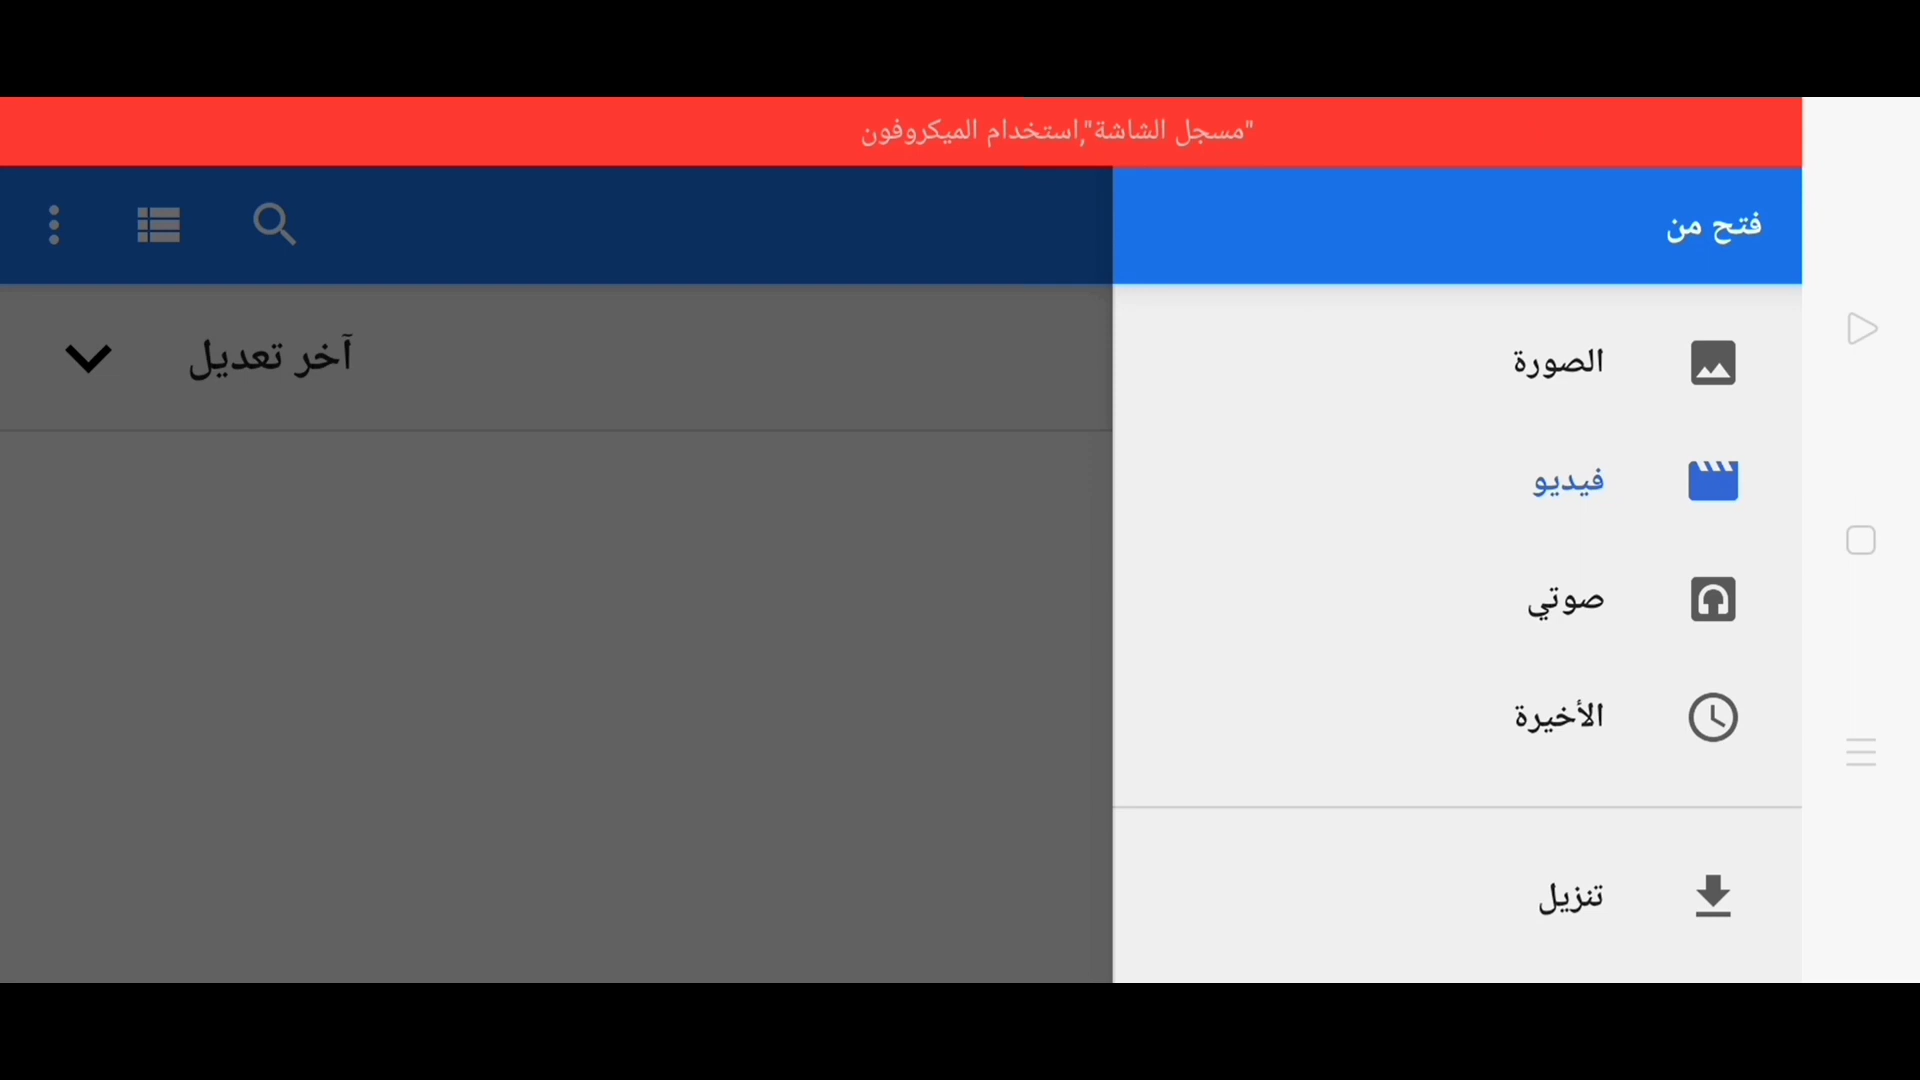 "مسجل الشاشة",استخدام الميكروفون
فتح من
آخر تعديل
الصورة
فيديو
صوتي
الأخيرة
تنزيل